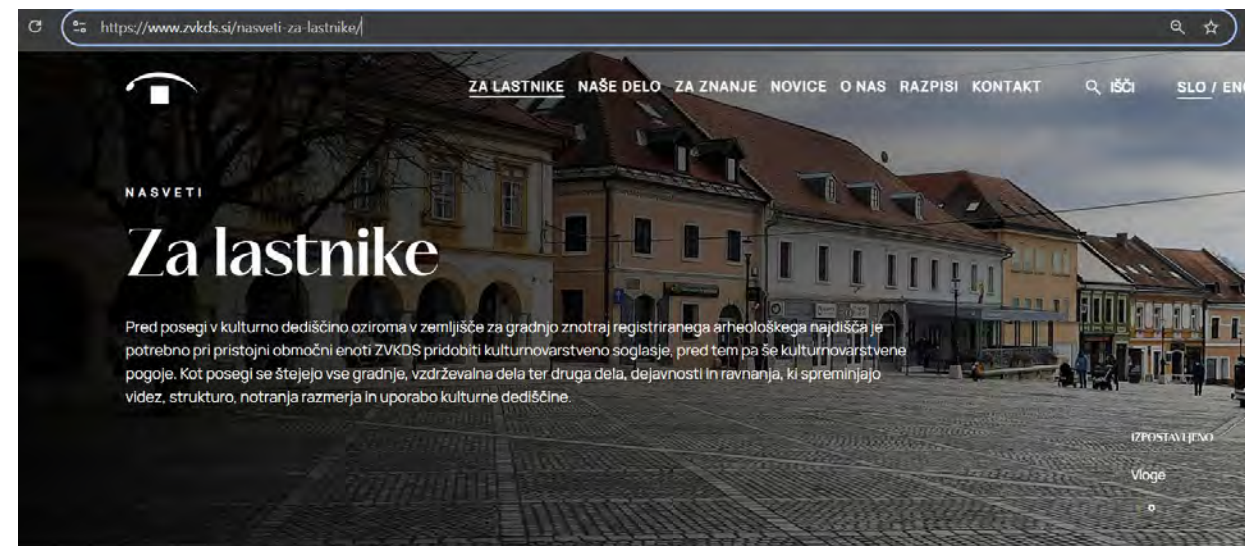 https://www.zvkds.si/nasveti-za-lastnike/
ZA LASTNIKE NAŠE DELO ZA ZNANJE NOVICE O NAS RAZPISI KONTAKT IŠČI SLO / ENG
NASVETI
Za lastnike
Pred posegi v kulturno dediščino oziroma v zemljišče za gradnjo znotraj registriranega arheološkega najdišča je
potrebno pri pristojni območni enoti ZVKDS pridobiti kulturnovarstveno soglasje, pred tem pa še kulturnovarstvene
pogoje. Kot posegi se štejejo vse gradnje, vzdrževalna dela ter druga dela, dejavnosti in ravnanja, ki spreminjajo
videz, strukturo, notranja razmerja in uporabo kulturne dediščine.
IZPOSTAVLJENO
Vloge